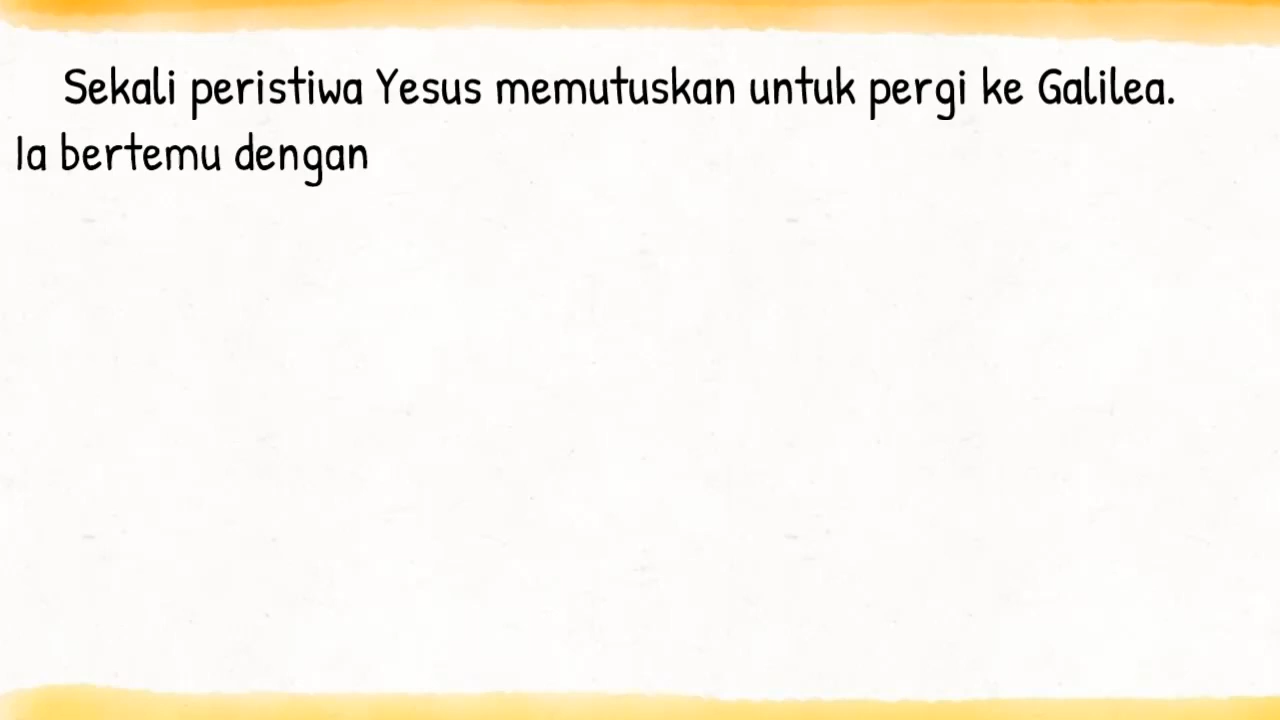 Sekali peristiwa Yesus memutuskan untuk pergi ke Galilea.
Ia bertemu dengan